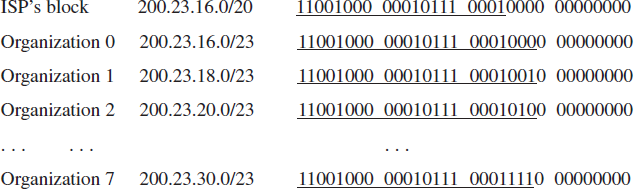 ISP's block 200.23.16.0/20 11001000 00010111 00010000 00000000
Organization 0 200.23.16.0/23 11001000 00010111 00010000 00000000
Organization 1 200.23.18.0/23 11001000 00010111 00010010 00000000
Organization 2 200.23.20.0/23 11001000 00010111 00010100 00000000
. . . . . . . . .
Organization 7 200.23.30.0/23 11001000 00010111 00011110 00000000